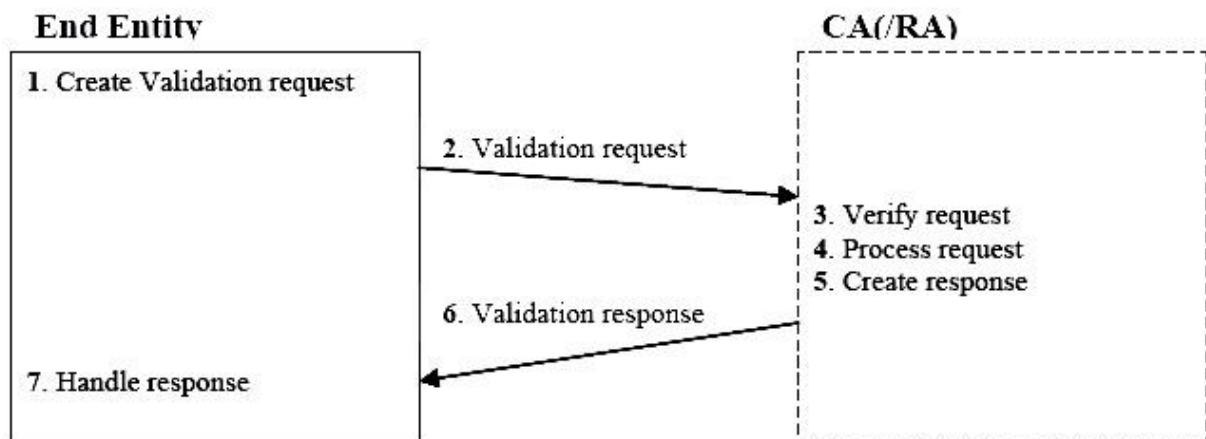 End Entity
CA(/RA)
1. Create Validation request
2. Validation request
3. Verify request
4. Process request
5. Create response
6. Validation response
7. Handle response